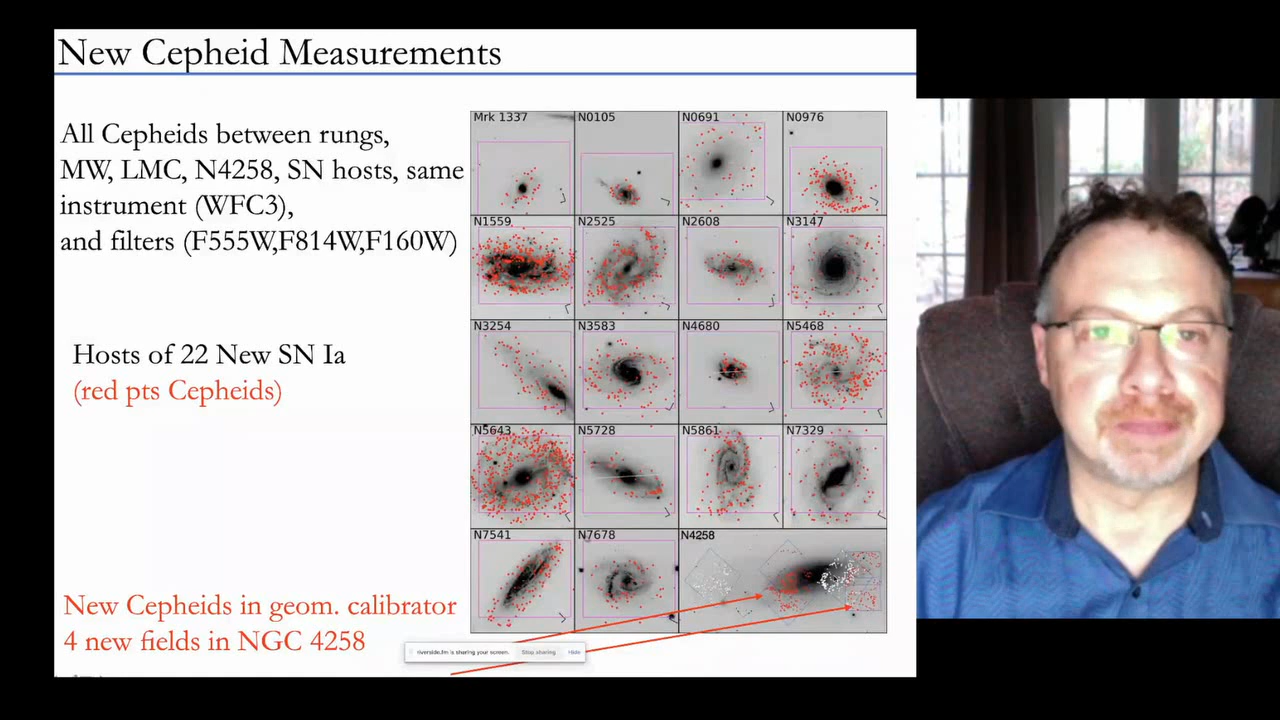 New Cepheid Measurements
All Cepheids between rungs,
MW, LMC, N4258, SN hosts, same
instrument (WFC3),
and filters (F555W,F814W,F160W)
Hosts of 22 New SN Ia
(red pts Cepheids)
New Cepheids in geom. calibrator
4 new fields in NGC 4258
Mrk 1337 N0105 N0691 N0976
N1559 N2525 N2608 N3147
N3254 N3583 N4680 N5468
N5643 N5728 N5861 N7329
N7541 N7678 N4258
riverside.fm is sharing your screen. Stop sharing Hide